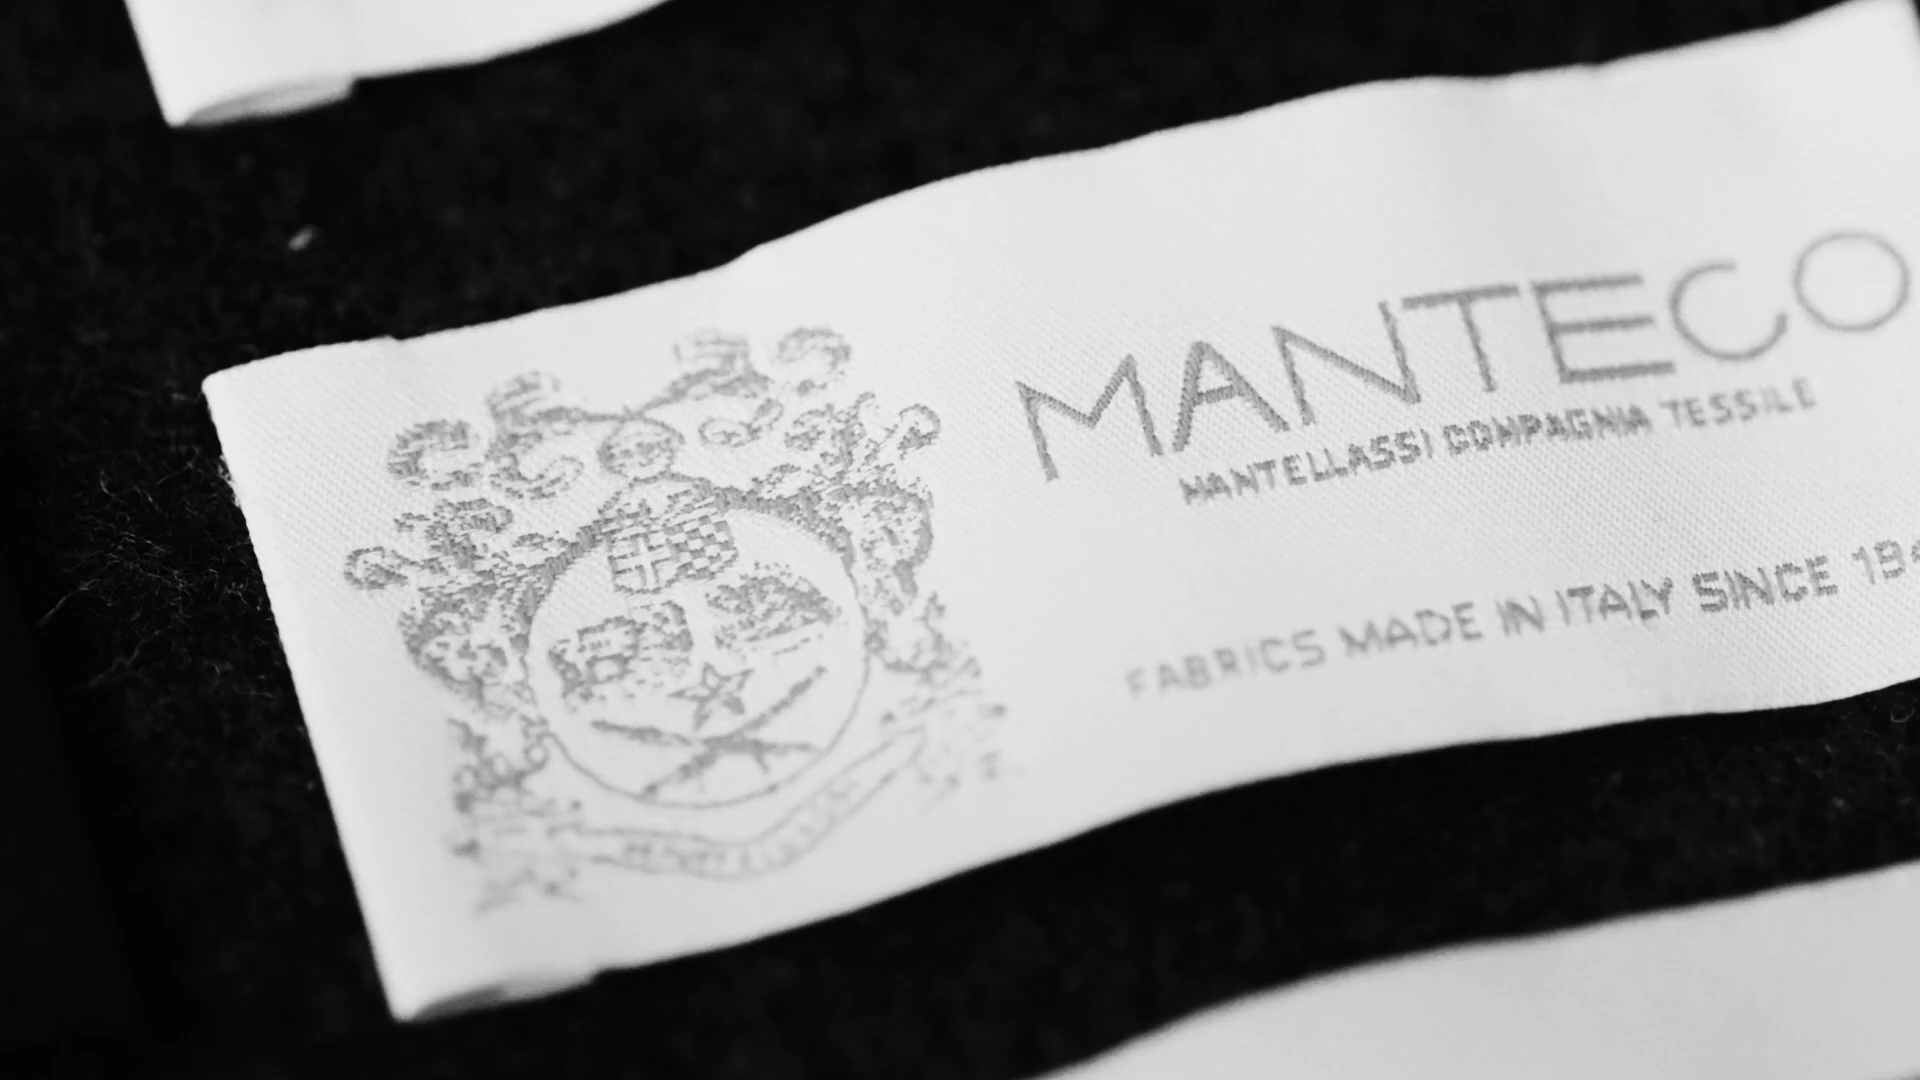 MANTECO
MANTELLASSI COMPAGNIA TESSILE
FABRICS MADE IN ITALY SINCE